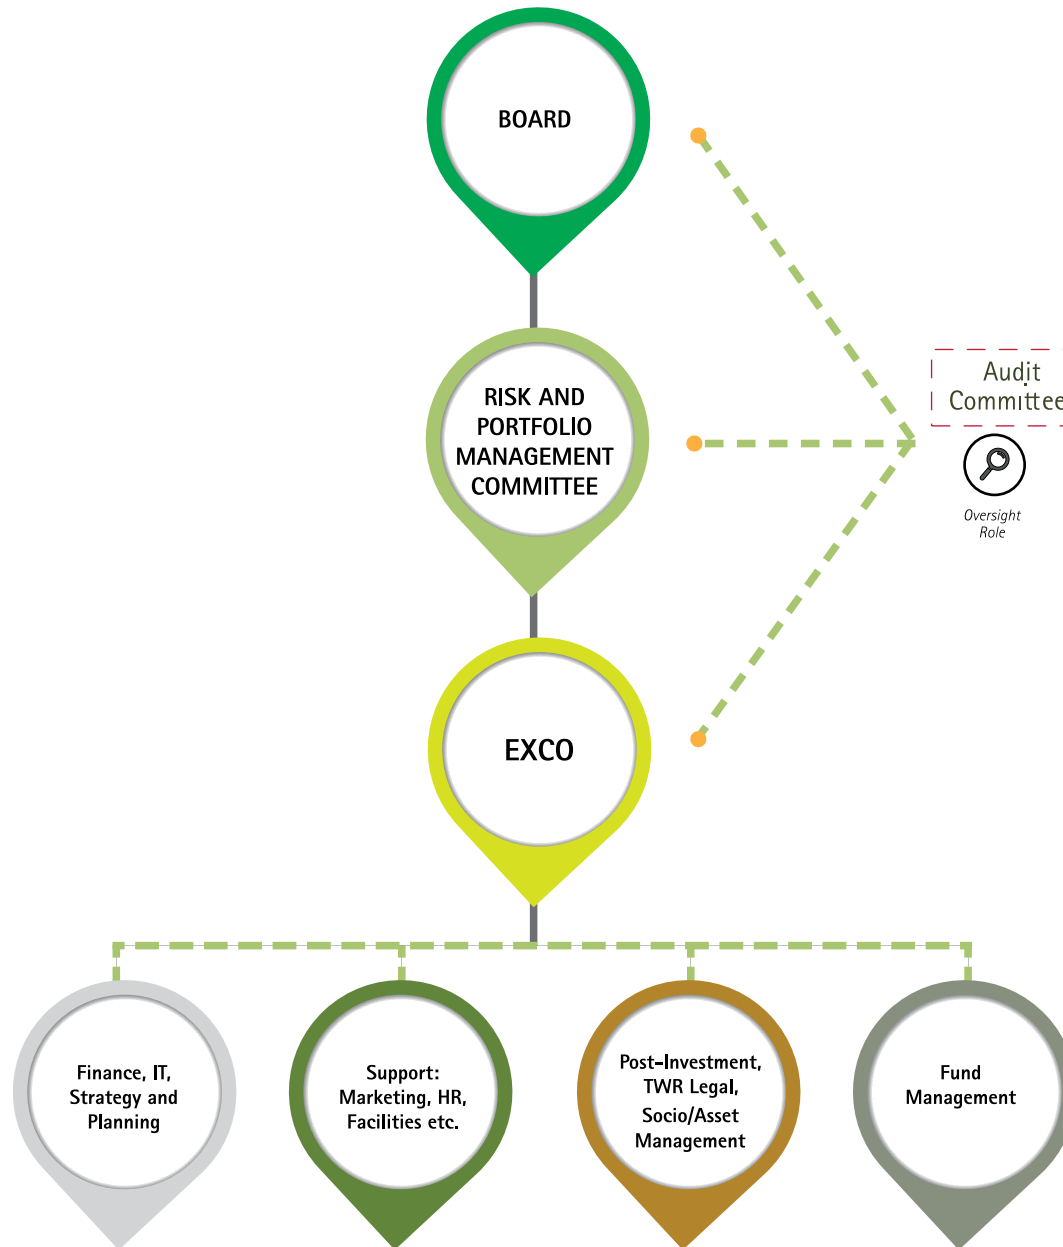 BOARD
RISK AND
PORTFOLIO
MANAGEMENT
COMMITTEE
Audit
Committee
Oversight
Role
EXCO
Finance, IT,
Strategy and
Planning
Support:
Marketing, HR,
Facilities etc.
Post-Investment,
TWR Legal,
Socio/Asset
Management
Fund
Management